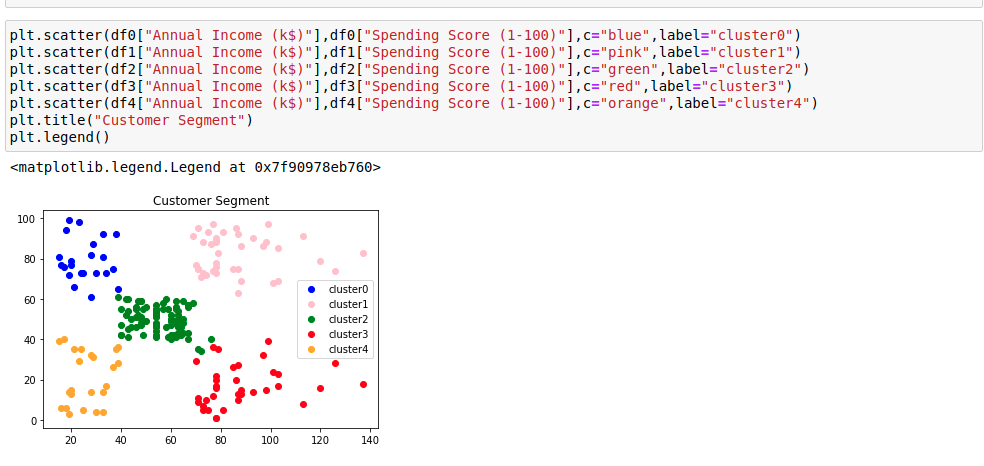 plt.scatter(df0["Annual Income (k$)"],df0["Spending Score (1-100)"],c="blue",label="cluster0")
plt.scatter(df1["Annual Income (k$)"],df1["Spending Score (1-100)"],c="pink",label="cluster1")
plt.scatter(df2["Annual Income (k$)"],df2["Spending Score (1-100)"],c="green",label="cluster2")
plt.scatter(df3["Annual Income (k$)"],df3["Spending Score (1-100)"],c="red",label="cluster3")
plt.scatter(df4["Annual Income (k$)"],df4["Spending Score (1-100)"],c="orange",label="cluster4")
plt.title("Customer Segment")
plt.legend()
<matplotlib.legend.Legend at 0x7f90978eb760>
Customer Segment
100
80
60
40
20
0
cluster0
cluster1
cluster2
cluster3
cluster4
20 40 60 80 100 120 140